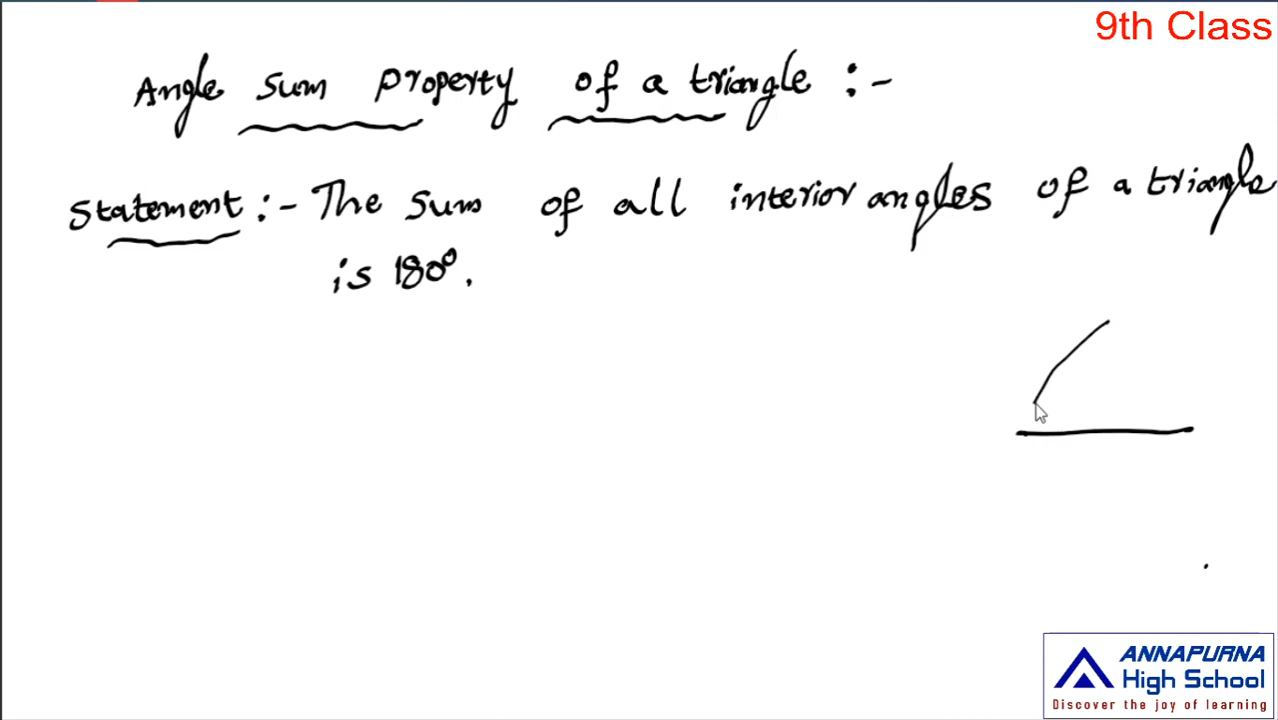 9th Class
Angle sum property of a triangle :-
Statement :- The sum of all interior angles of a triangle
is 180°.
ANNAPURNA
High School
Discover the joy of learning